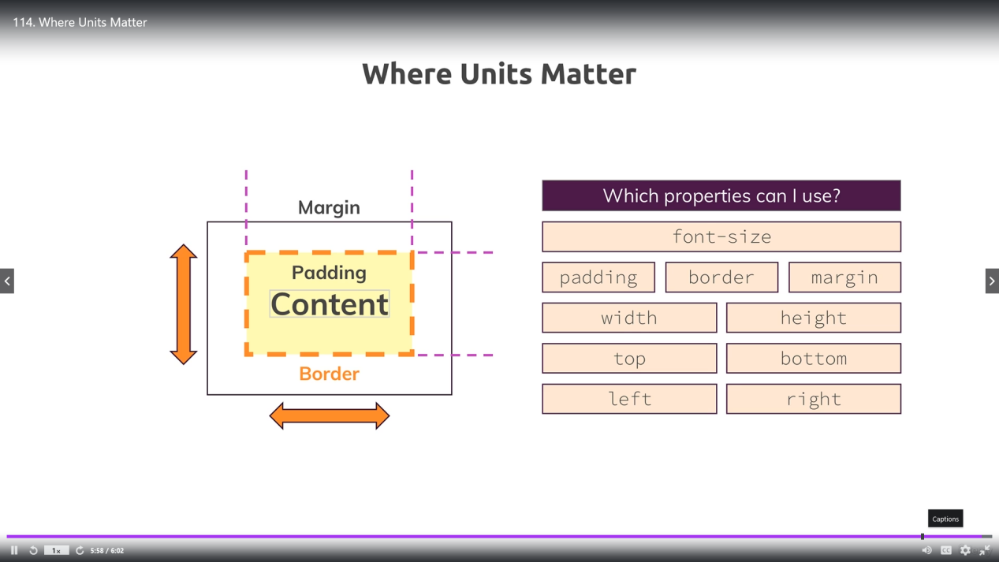 114. Where Units Matter
Where Units Matter
Margin
Padding
Content
Border
Which properties can I use?
font-size
padding
border
margin
width
height
top
bottom
left
right
Captions
1x
5:58 / 6:02
CC